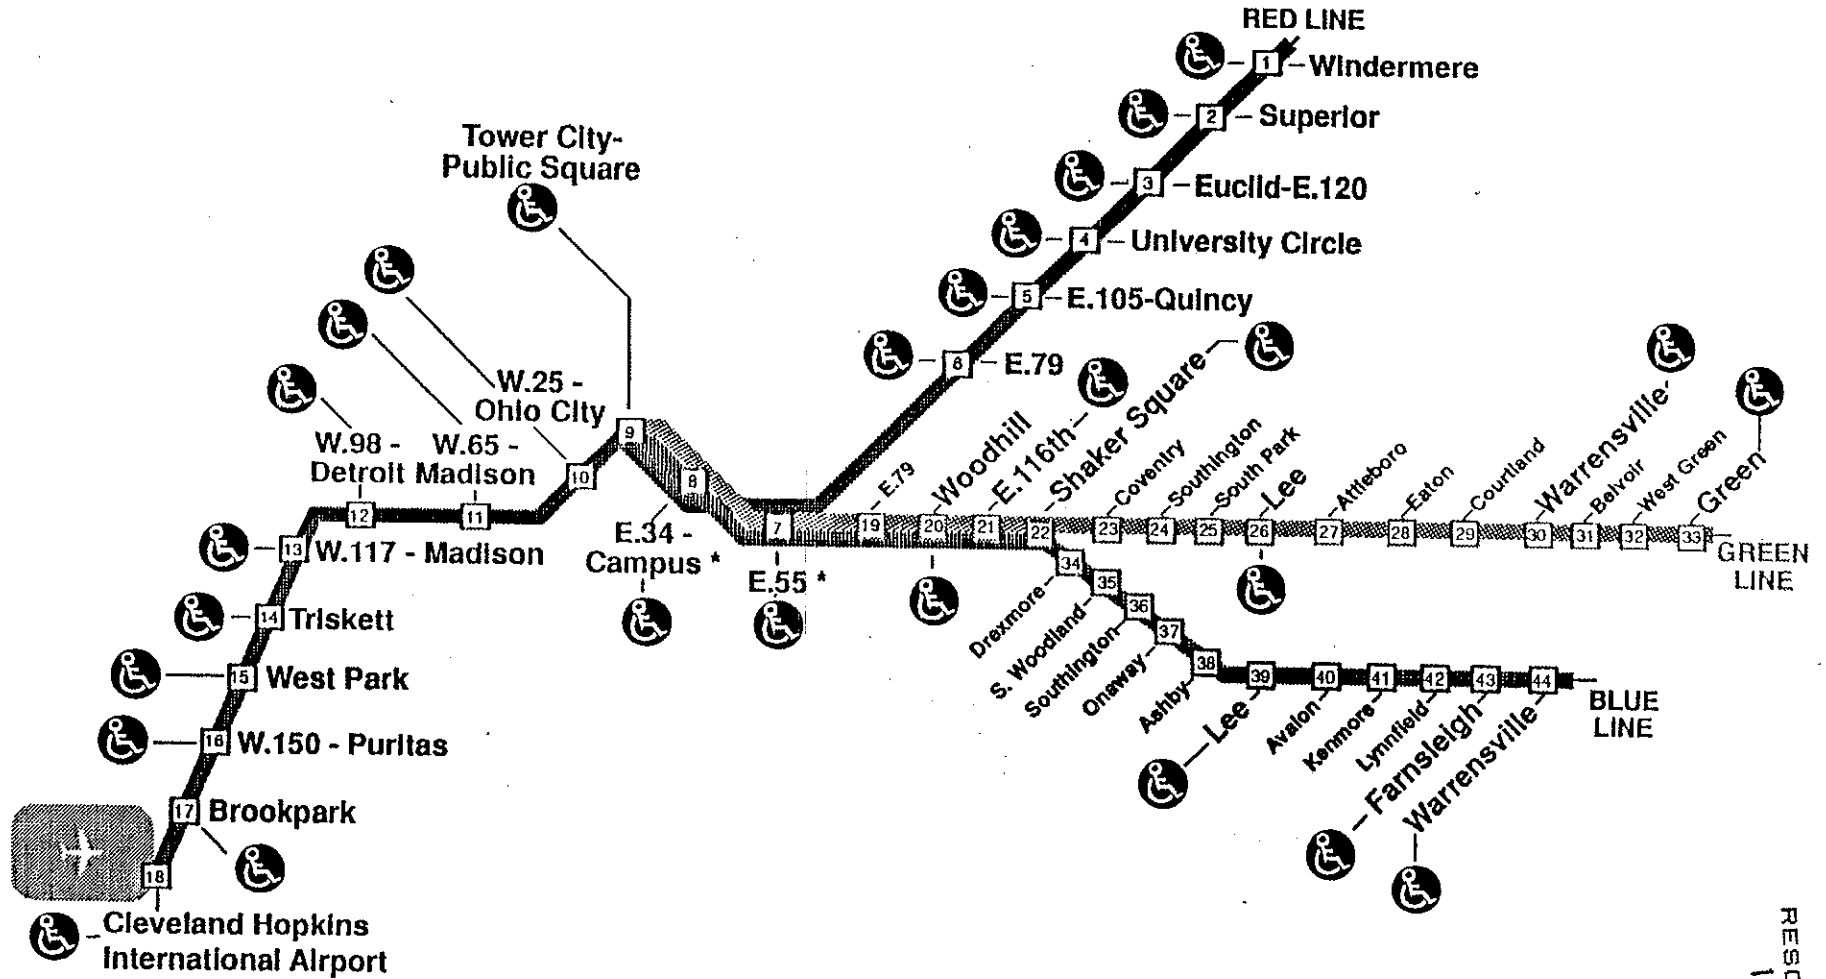 RED LINE
1
Windermere
2
Superior
3
Euclid-E.120
4
University Circle
5
E.105-Quincy
6
E.79
Tower City-
Public Square
9
W.25 -
Ohio City
10
W.65 -
Madison
11
W.98 -
Detroit
12
13
W.117 - Madison
14
Triskett
15
West Park
16
W.150 - Puritas
17
Brookpark
18
Cleveland Hopkins
International Airport
8
E.34 -
Campus *
7
E.55 *
19
E.79
20
Woodhill
21
E.116th
22
Shaker Square
23
Coventry
24
Southington
25
South Park
26
Lee
27
Attleboro
28
Eaton
29
Courtland
30
Warrensville
31
Belvoir
32
West Green
33
Green
GREEN
LINE
34
Drexmore
35
S. Woodland
36
Southington
37
Onaway
38
Ashby
39
Lee
40
Avalon
41
Kenmore
42
Lynnfield
43
Farnsleigh
44
Warrensville
BLUE
LINE